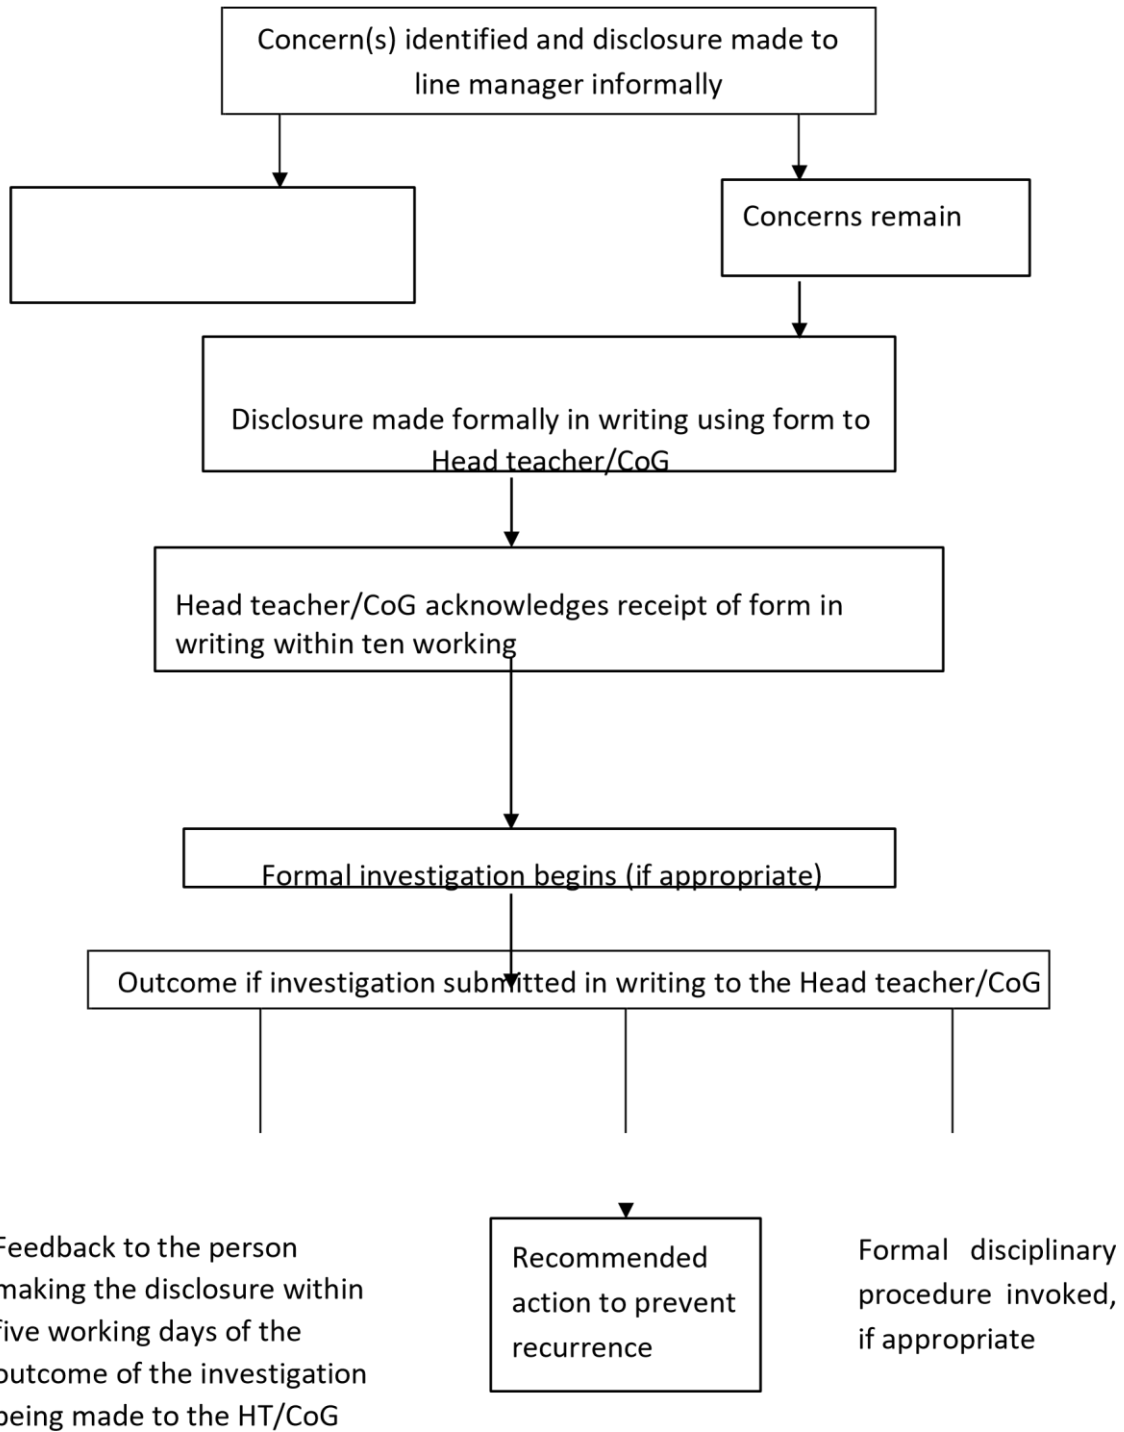 Concern(s) identified and disclosure made to
line manager informally
Concerns remain
Disclosure made formally in writing using form to
Head teacher/CoG
Head teacher/CoG acknowledges receipt of form in
writing within ten working
Formal investigation begins (if appropriate)
Outcome if investigation submitted in writing to the Head teacher/CoG
Feedback to the person
making the disclosure within
five working days of the
outcome of the investigation
being made to the HT/CoG
Recommended
action to prevent
recurrence
Formal disciplinary
procedure invoked,
if appropriate